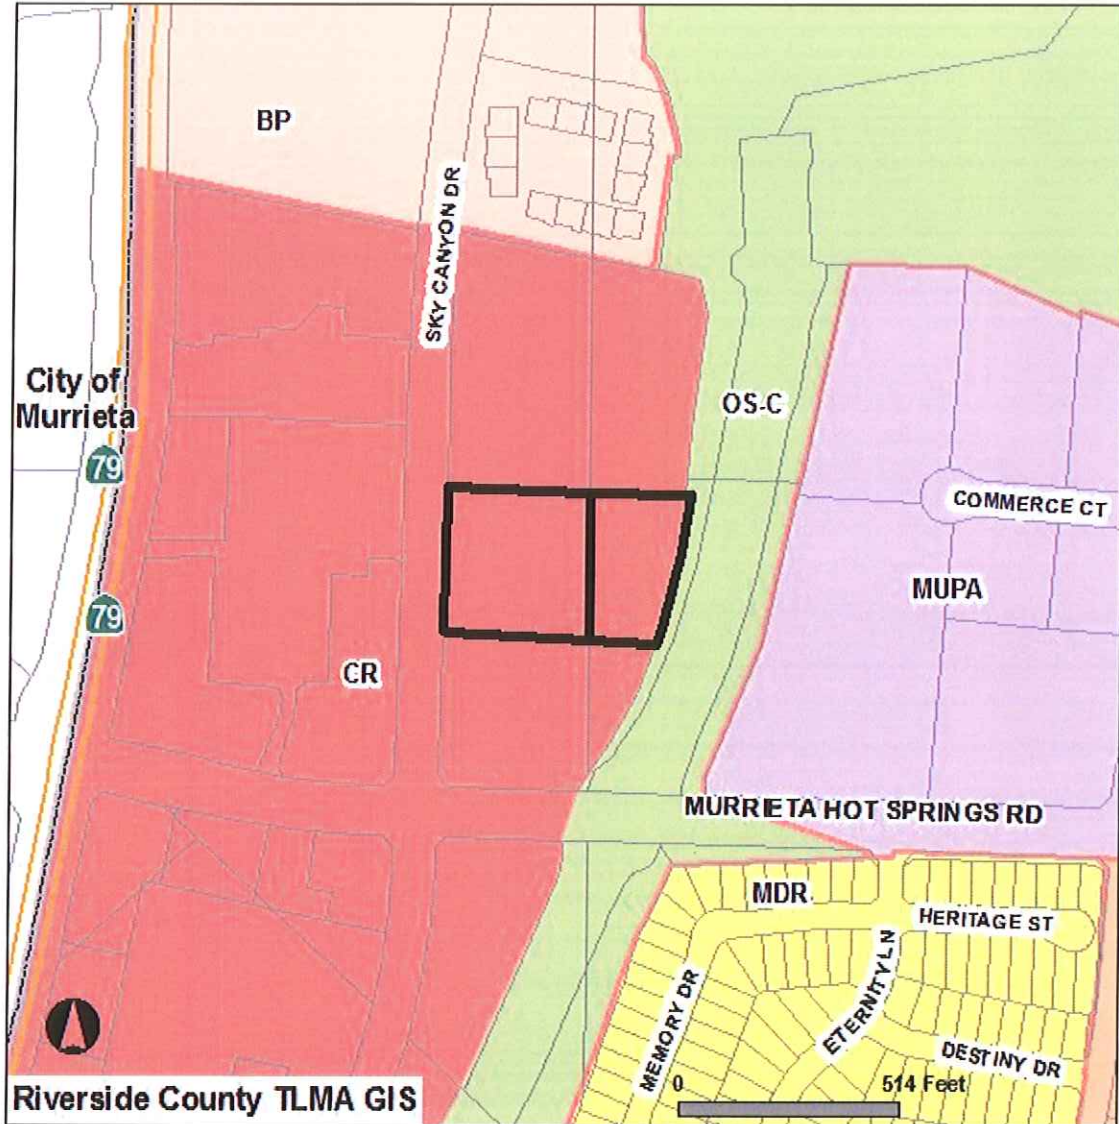 BP
SKY CANYON DR
City of
Murrieta
79
OS-C
COMMERCE CT
79
MUPA
CR
MURRIETA HOT SPRINGS RD
MDR
HERITAGE ST
MEMORY DR
ETERNITY LN
DESTINY DR
0 514 Feet
Riverside County TLMA GIS